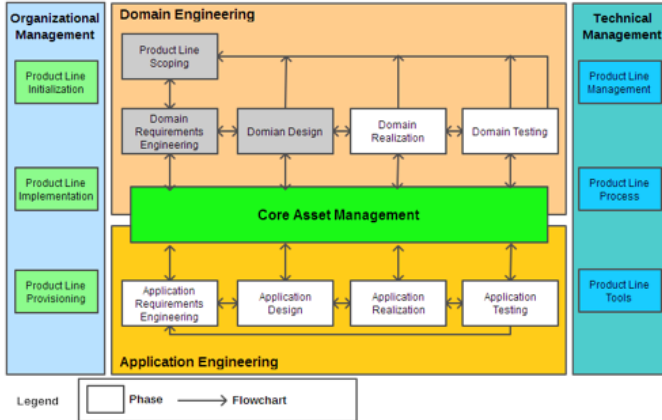 Organizational
Management
Product Line
Initialization
Product Line
Implementation
Product Line
Provisioning
Domain Engineering
Product Line
Scoping
Domain
Requirements
Engineering
Domian Design
Domain
Realization
Domain Testing
Core Asset Management
Application
Requirements
Engineering
Application
Design
Application
Realization
Application
Testing
Application Engineering
Technical
Management
Product Line
Management
Product Line
Process
Product Line
Tools
Legend
Phase
Flowchart